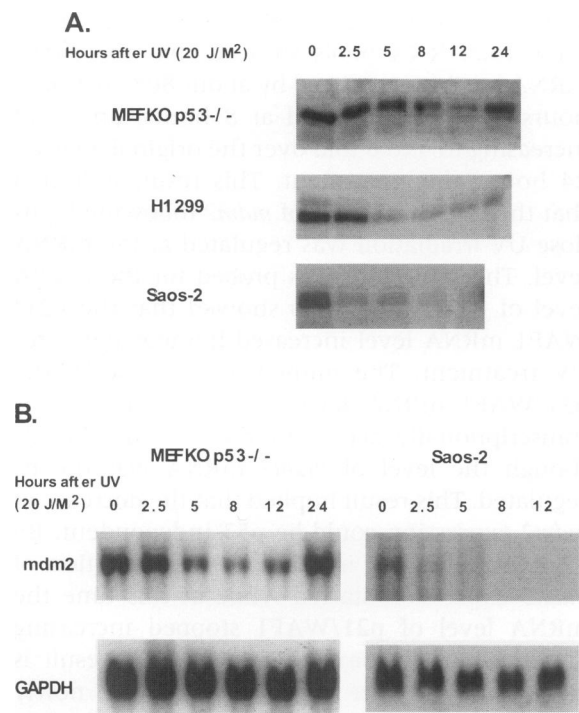 A.
Hours after UV (20 J/M²) 0 2.5 5 8 12 24
MEFKO p53-/-
H1299
Saos-2
B.
MEFKO p53-/- Saos-2
Hours after UV
(20 J/M²) 0 2.5 5 8 12 24 0 2.5 5 8 12
mdm2
GAPDH